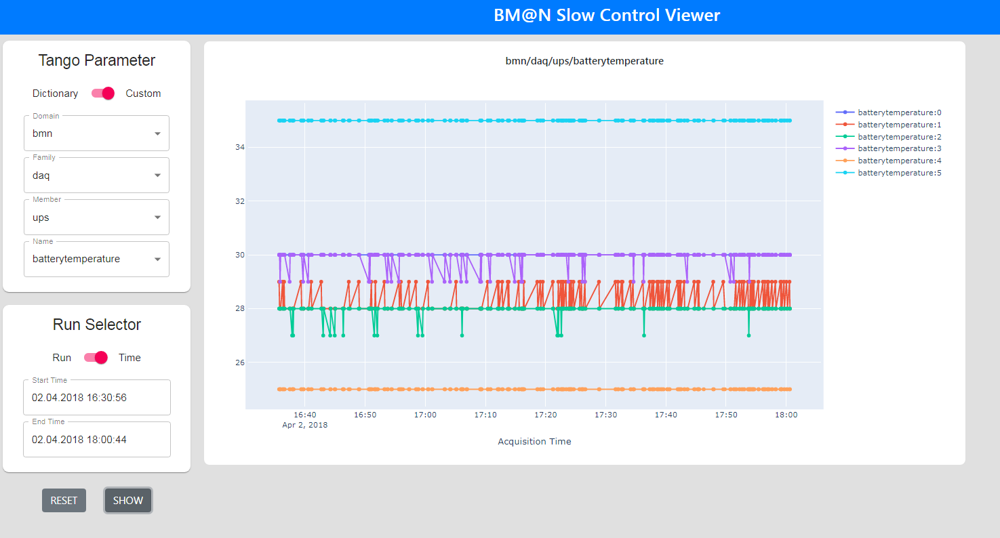 BM@N Slow Control Viewer
Tango Parameter
Dictionary Custom
Domain
bmn
Family
daq
Member
ups
Name
batterytemperature
Run Selector
Run Time
Start Time
02.04.2018 16:30:56
End Time
02.04.2018 18:00:44
RESET SHOW
bmn/daq/ups/batterytemperature
34
32
30
28
26
16:40 16:50 17:00 17:10 17:20 17:30 17:40 17:50 18:00
Apr 2, 2018
Acquisition Time
batterytemperature:0
batterytemperature:1
batterytemperature:2
batterytemperature:3
batterytemperature:4
batterytemperature:5